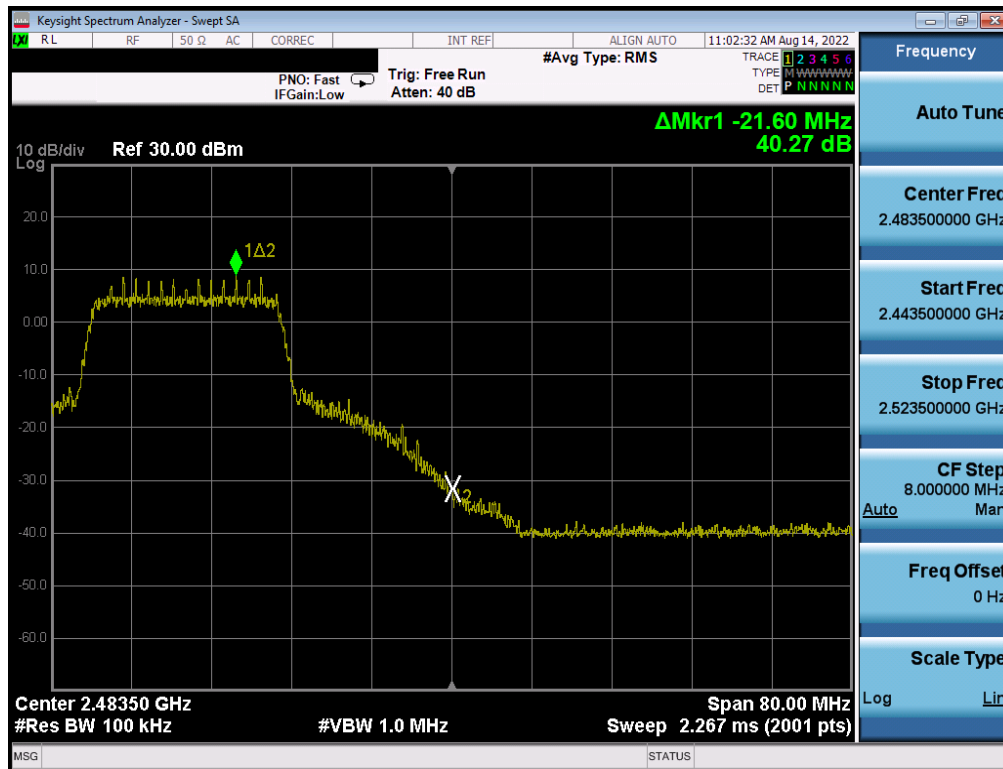 Keysight Spectrum Analyzer - Swept SA
LXI RL RF 50 Ω AC CORREC INT REF ALIGN AUTO 11:02:32 AM Aug 14, 2022
Frequency
#Avg Type: RMS
TRACE 1 2 3 4 5 6
PNO: Fast Trig: Free Run
TYPE M WWWWW
IFGain:Low Atten: 40 dB
DET P N N N N N
Auto Tune
ΔMkr1 -21.60 MHz
40.27 dB
10 dB/div Ref 30.00 dBm
Log
Center Freq
2.483500000 GHz
20.0
1Δ2
10.0
Start Freq
2.443500000 GHz
0.00
-10.0
Stop Freq
2.523500000 GHz
-20.0
CF Step
8.000000 MHz
Auto Man
-30.0
X2
-40.0
Freq Offset
0 Hz
-50.0
-60.0
Scale Type
Log Lin
Center 2.48350 GHz Span 80.00 MHz
#Res BW 100 kHz #VBW 1.0 MHz Sweep 2.267 ms (2001 pts)
MSG STATUS